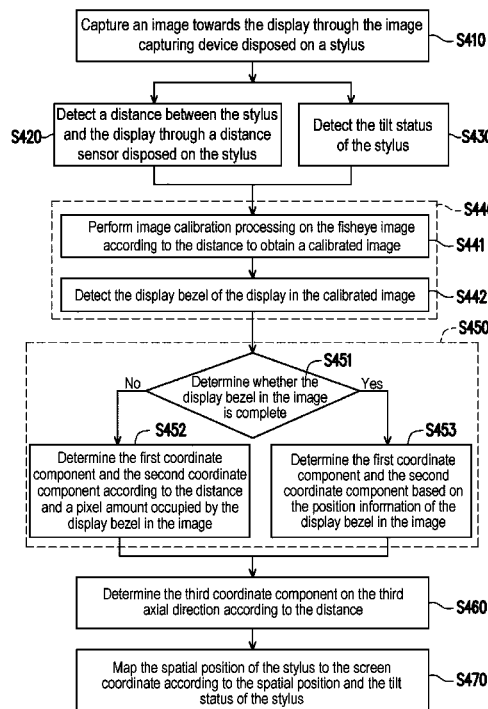 Capture an image towards the display through the image
capturing device disposed on a stylus
S410
Detect a distance between the stylus
and the display through a distance
sensor disposed on the stylus
S420
Detect the tilt status
of the stylus
S430
S440
Perform image calibration processing on the fisheye image
according to the distance to obtain a calibrated image
S441
Detect the display bezel of the display in the calibrated image
S442
S450
S451
Determine whether the
display bezel in the image
is complete
No
Yes
S452
Determine the first coordinate
component and the second coordinate
component according to the distance
and a pixel amount occupied by the
display bezel in the image
S453
Determine the first coordinate
component and the second
coordinate component based on
the position information of the
display bezel in the image
Determine the third coordinate component on the third
axial direction according to the distance
S460
Map the spatial position of the stylus to the screen
coordinate according to the spatial position and the tilt
status of the stylus
S470